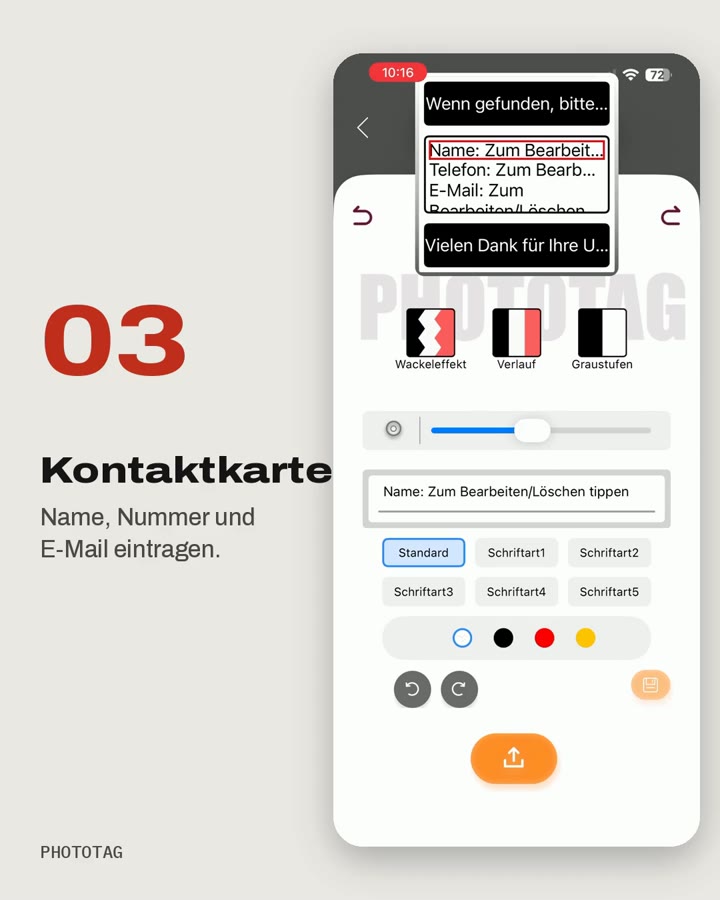 03
Kontaktkarte
Name, Nummer und
E-Mail eintragen.
PHOTOTAG
10:16
72
Wenn gefunden, bitte...
Name: Zum Bearbeit...
Telefon: Zum Bearb...
E-Mail: Zum
Bearbeiten/Löschen
Vielen Dank für Ihre U...
PHOTOTAG
Wackeleffekt
Verlauf
Graustufen
Name: Zum Bearbeiten/Löschen tippen
Standard
Schriftart1
Schriftart2
Schriftart3
Schriftart4
Schriftart5